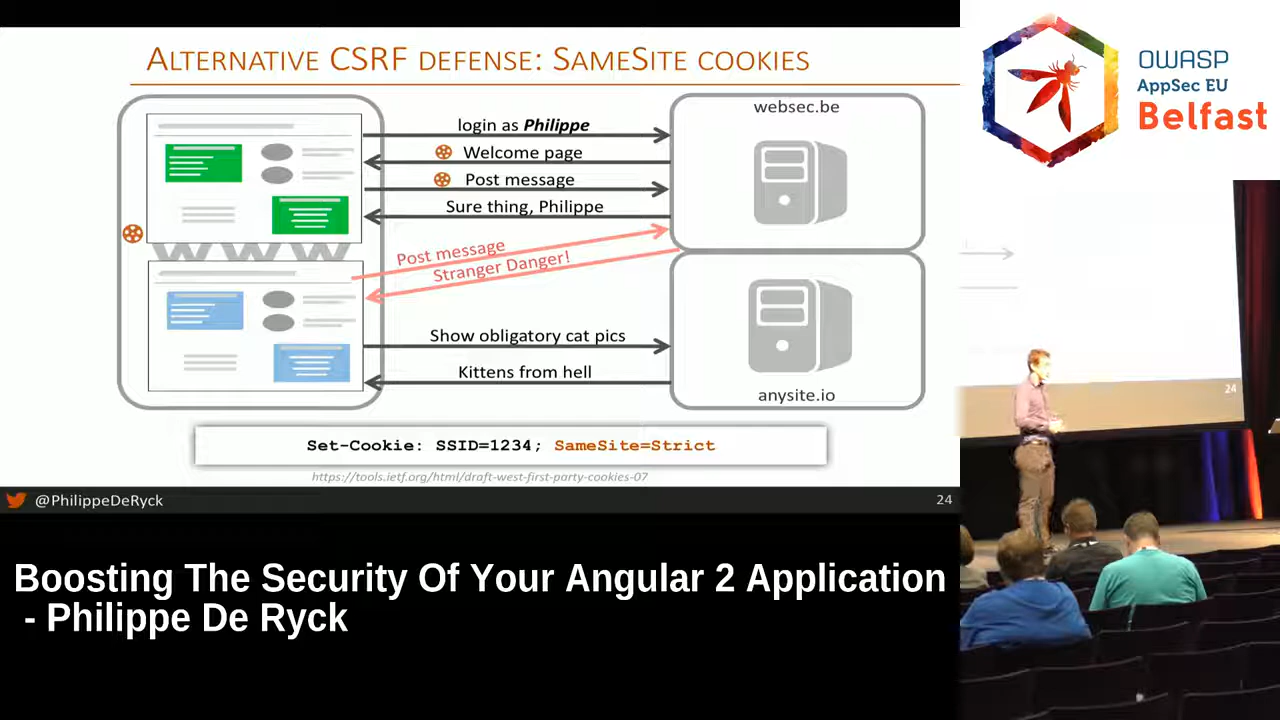 ALTERNATIVE CSRF DEFENSE: SAMESITE COOKIES
login as Philippe
Welcome page
Post message
Sure thing, Philippe
Post message
Stranger Danger!
Show obligatory cat pics
Kittens from hell
websec.be
anysite.io
WWW
Set-Cookie: SSID=1234; SameSite=Strict
https://tools.ietf.org/html/draft-west-first-party-cookies-07
@PhilippeDeRyck
24
OWASP
AppSec EU
Belfast
24
Boosting The Security Of Your Angular 2 Application
- Philippe De Ryck